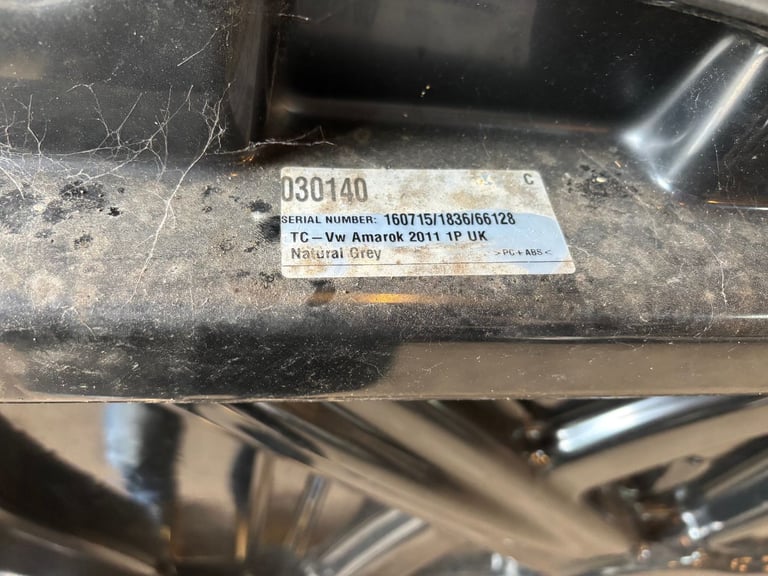 C
030140
SERIAL NUMBER: 160715/1836/66128
TC-Vw Amarok 2011 1P UK
Natural Grey >PC+ABS<